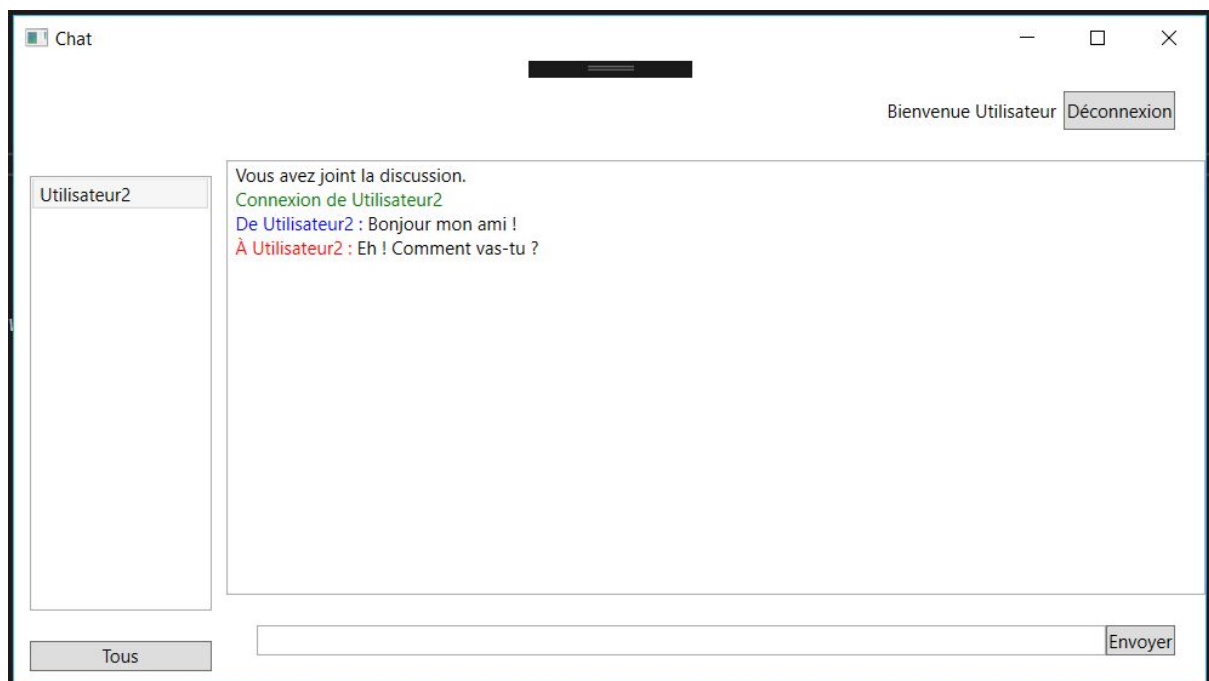 Chat
Bienvenue Utilisateur Déconnexion
Utilisateur2
Vous avez joint la discussion.
Connexion de Utilisateur2
De Utilisateur2 : Bonjour mon ami !
À Utilisateur2 : Eh ! Comment vas-tu ?
Tous
Envoyer